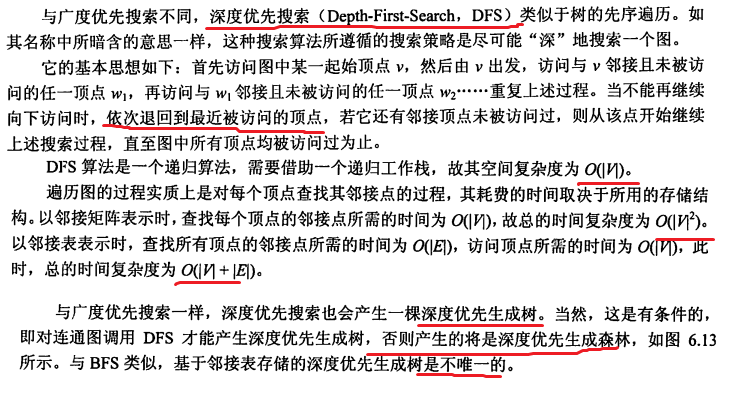 与广度优先搜索不同，深度优先搜索（Depth-First-Search，DFS）类似于树的先序遍历。如
其名称中所暗含的意思一样，这种搜索算法所遵循的搜索策略是尽可能“深”地搜索一个图。
它的基本思想如下：首先访问图中某一起始顶点 v，然后由 v 出发，访问与 v 邻接且未被访
问的任一顶点 w₁，再访问与 w₁ 邻接且未被访问的任一顶点 w₂……重复上述过程。当不能再继续
向下访问时，依次退回到最近被访问的顶点，若它还有邻接顶点未被访问过，则从该点开始继续
上述搜索过程，直至图中所有顶点均被访问过为止。
DFS 算法是一个递归算法，需要借助一个递归工作栈，故其空间复杂度为 O(|V|)。
遍历图的过程实质上是对每个顶点查找其邻接点的过程，其耗费的时间取决于所用的存储结
构。以邻接矩阵表示时，查找每个顶点的邻接点所需的时间为 O(|V|)，故总的时间复杂度为 O(|V|²)。
以邻接表表示时，查找所有顶点的邻接点所需的时间为 O(|E|)，访问顶点所需的时间为 O(|V|)，此
时，总的时间复杂度为 O(|V| + |E|)。
与广度优先搜索一样，深度优先搜索也会产生一棵深度优先生成树。当然，这是有条件的，
即对连通图调用 DFS 才能产生深度优先生成树，否则产生的将是深度优先生成森林，如图 6.13
所示。与 BFS 类似，基于邻接表存储的深度优先生成树是不唯一的。